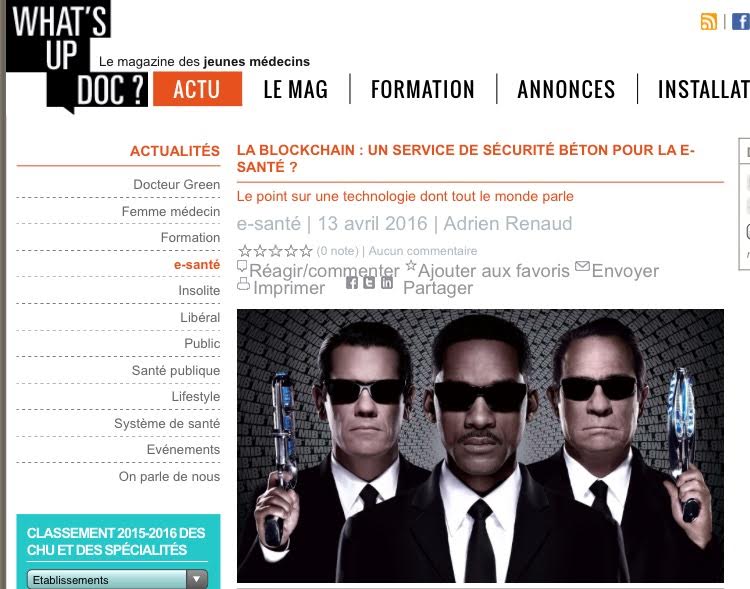 WHAT'S
UP
DOC ?
Le magazine des jeunes médecins
ACTU
LE MAG
FORMATION
ANNONCES
INSTALLAT
ACTUALITÉS
Docteur Green
Femme médecin
Formation
e-santé
Insolite
Libéral
Public
Santé publique
Lifestyle
Système de santé
Evénements
On parle de nous
CLASSEMENT 2015-2016 DES
CHU ET DES SPÉCIALITÉS
Etablissements
LA BLOCKCHAIN : UN SERVICE DE SÉCURITÉ BÉTON POUR LA E-
SANTÉ ?
Le point sur une technologie dont tout le monde parle
e-santé | 13 avril 2016 | Adrien Renaud
(0 note) | Aucun commentaire
Réagir/commenter Ajouter aux favoris Envoyer
Imprimer Partager